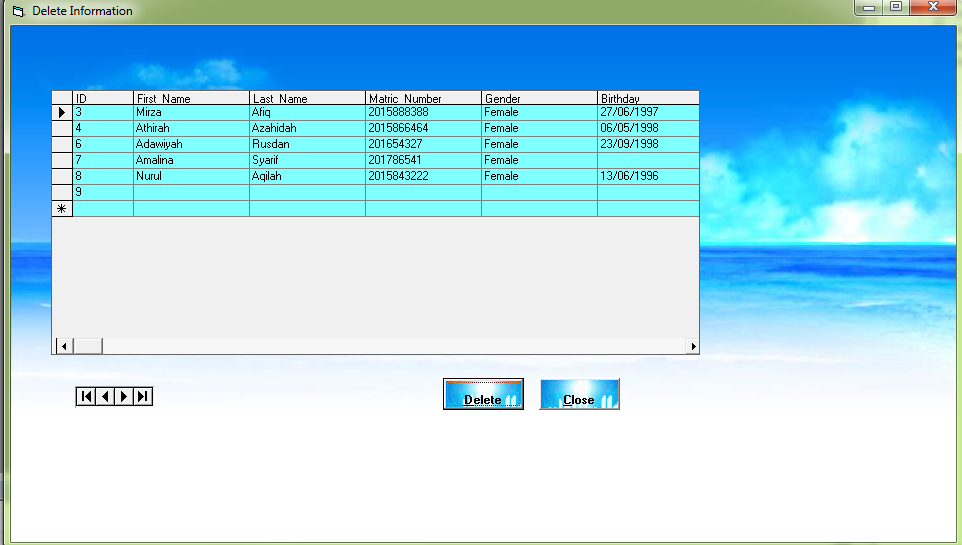 Delete Information
ID First_Name Last_Name Matric_Number Gender Birthday
3 Mirza Afiq 2015888388 Female 27/06/1997
4 Athirah Azahidah 2015866464 Female 06/05/1998
6 Adawiyah Rusdan 201654327 Female 23/09/1998
7 Amalina Syarif 201786541 Female
8 Nurul Aqilah 2015843222 Female 13/06/1996
9
Delete Close